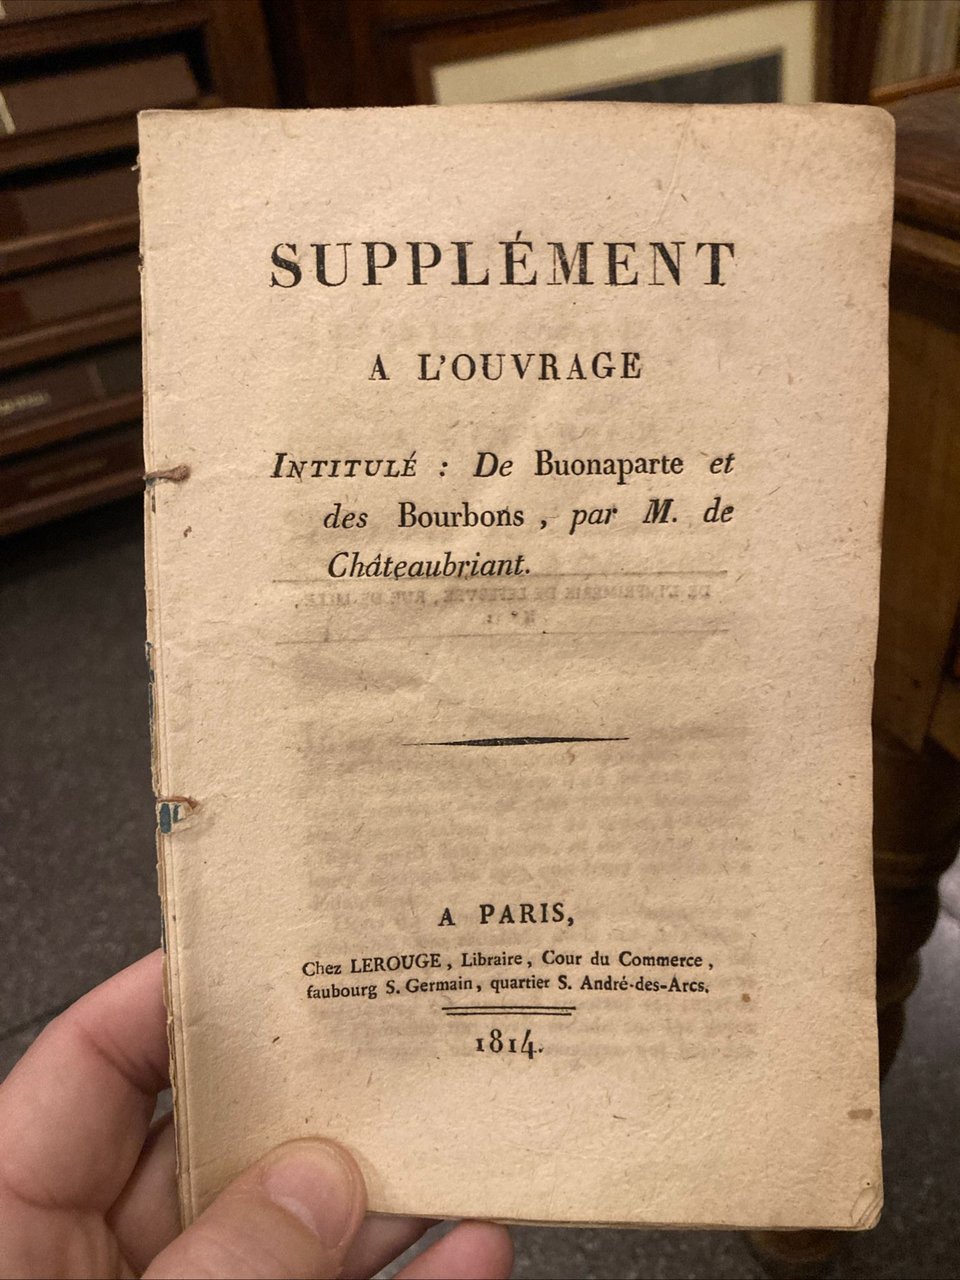 SUPPLÉMENT
A L'OUVRAGE
INTITULÉ : De Buonaparte et
des Bourbons , par M. de
Châteaubriant.
A PARIS,
Chez LEROUGE , Libraire , Cour du Commerce ,
faubourg S. Germain , quartier S. André-des-Arcs.
1814.